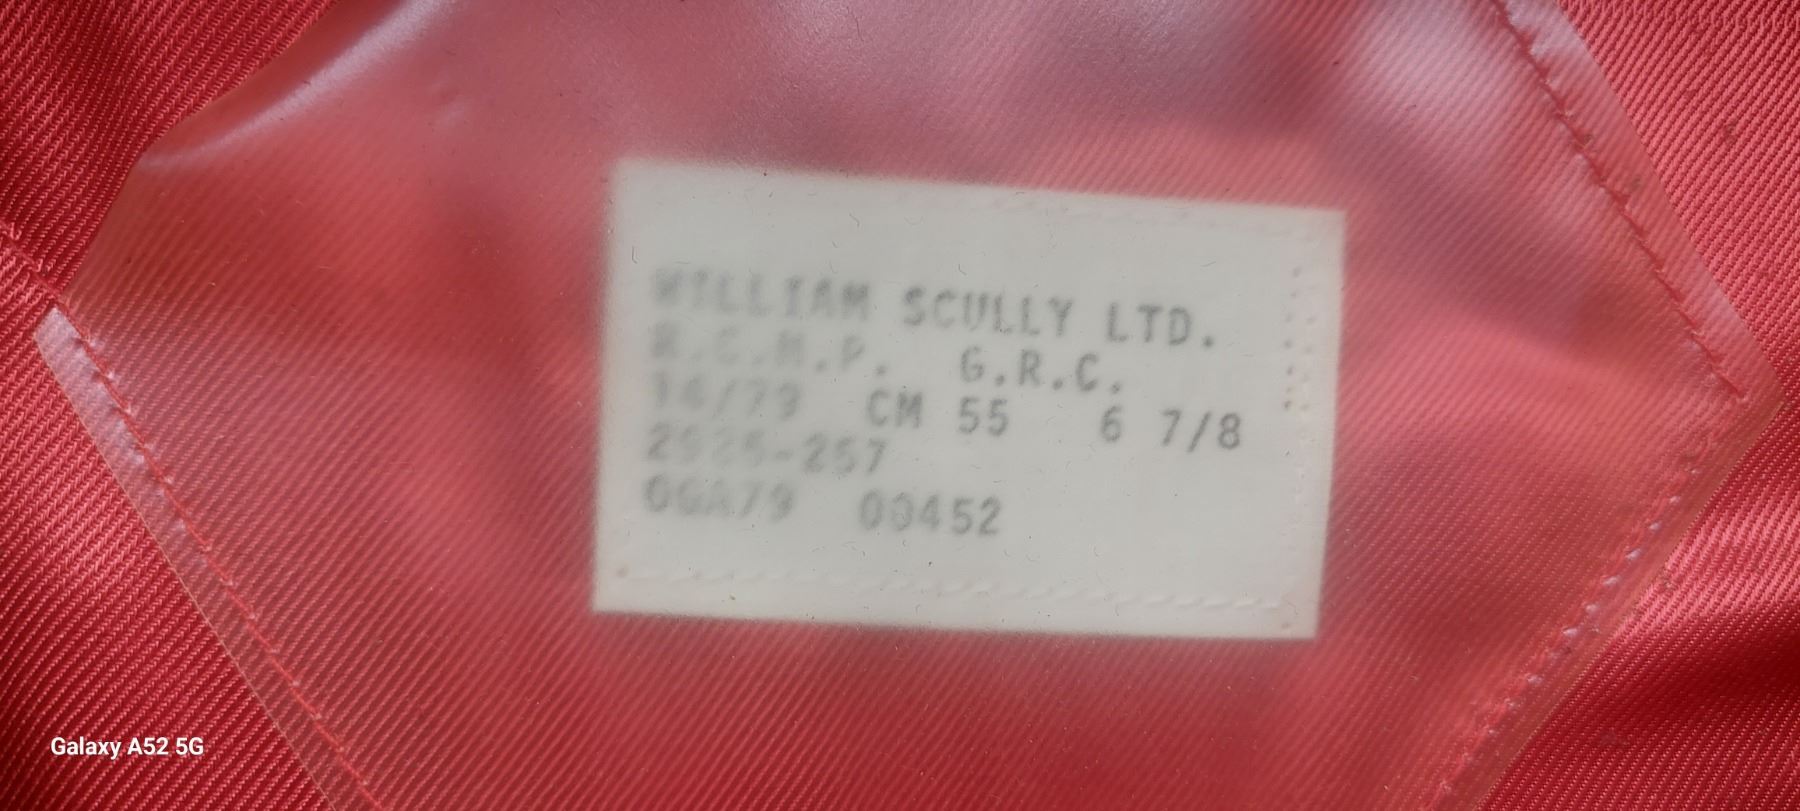 WILLIAM SCULLY LTD.
R.C.M.P. G.R.C.
14/79 CM 55 6 7/8
2925-257
OGA79 00452
Galaxy A52 5G